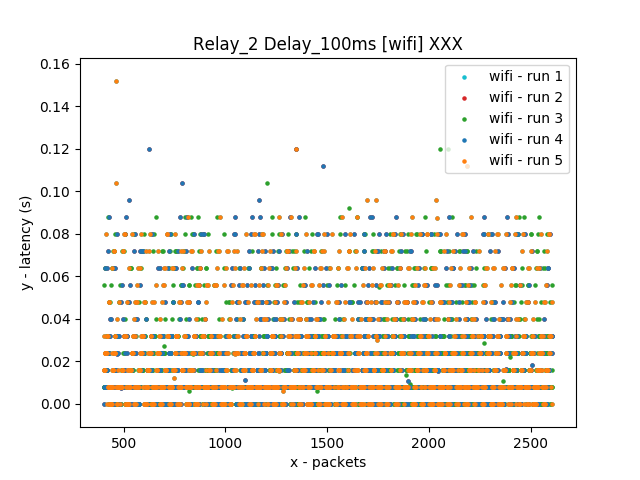 Relay_2 Delay_100ms [wifi] XXX
y - latency (s)
0.16
0.14
0.12
0.10
0.08
0.06
0.04
0.02
0.00
wifi - run 1
wifi - run 2
wifi - run 3
wifi - run 4
wifi - run 5
500 1000 1500 2000 2500
x - packets